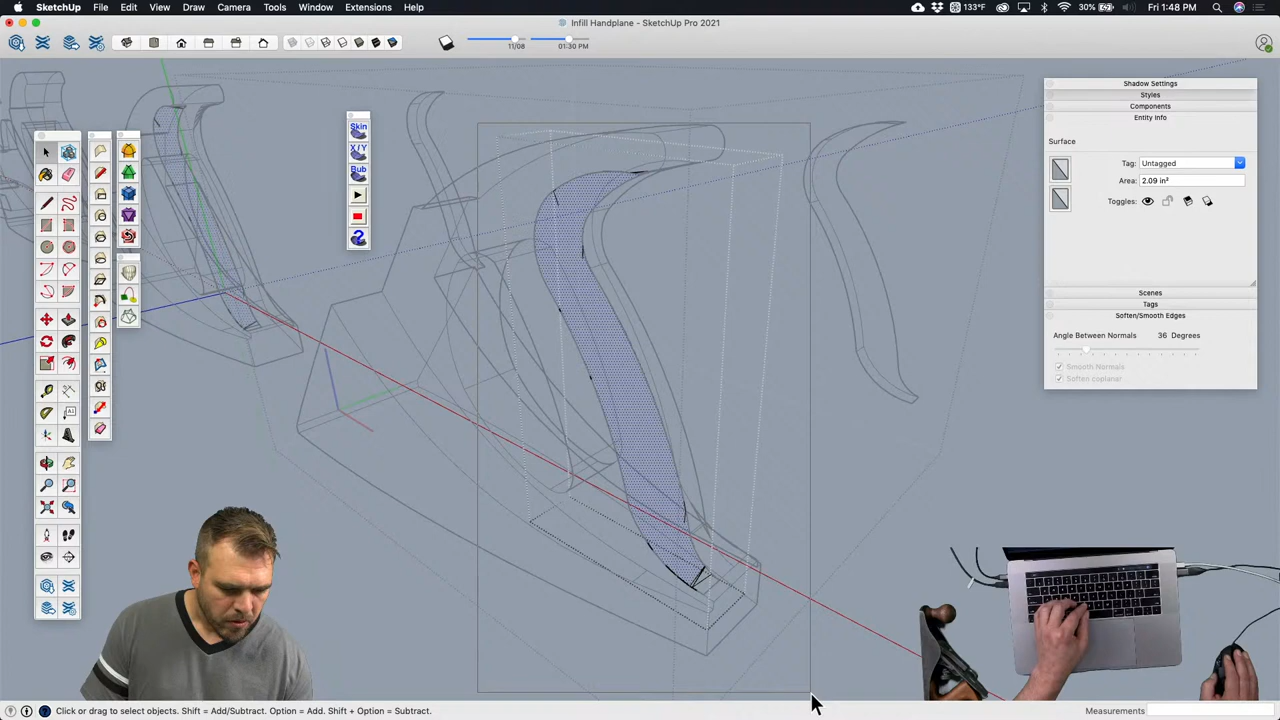 SketchUp File Edit View Draw Camera Tools Window Extensions Help 133°F 30% Fri 1:48 PM
Infill Handplane - SketchUp Pro 2021
11/08 01:30 PM
Shadow Settings
Styles
Components
Entity Info
Surface
Tag: Untagged
Area: 2.09 in²
Toggles:
Scenes
Tags
Soften/Smooth Edges
Angle Between Normals 36 Degrees
Smooth Normals
Soften coplanar
Skin
X/Y
Bub
?
A1
Click or drag to select objects. Shift = Add/Subtract. Option = Add. Shift + Option = Subtract.
Measurements